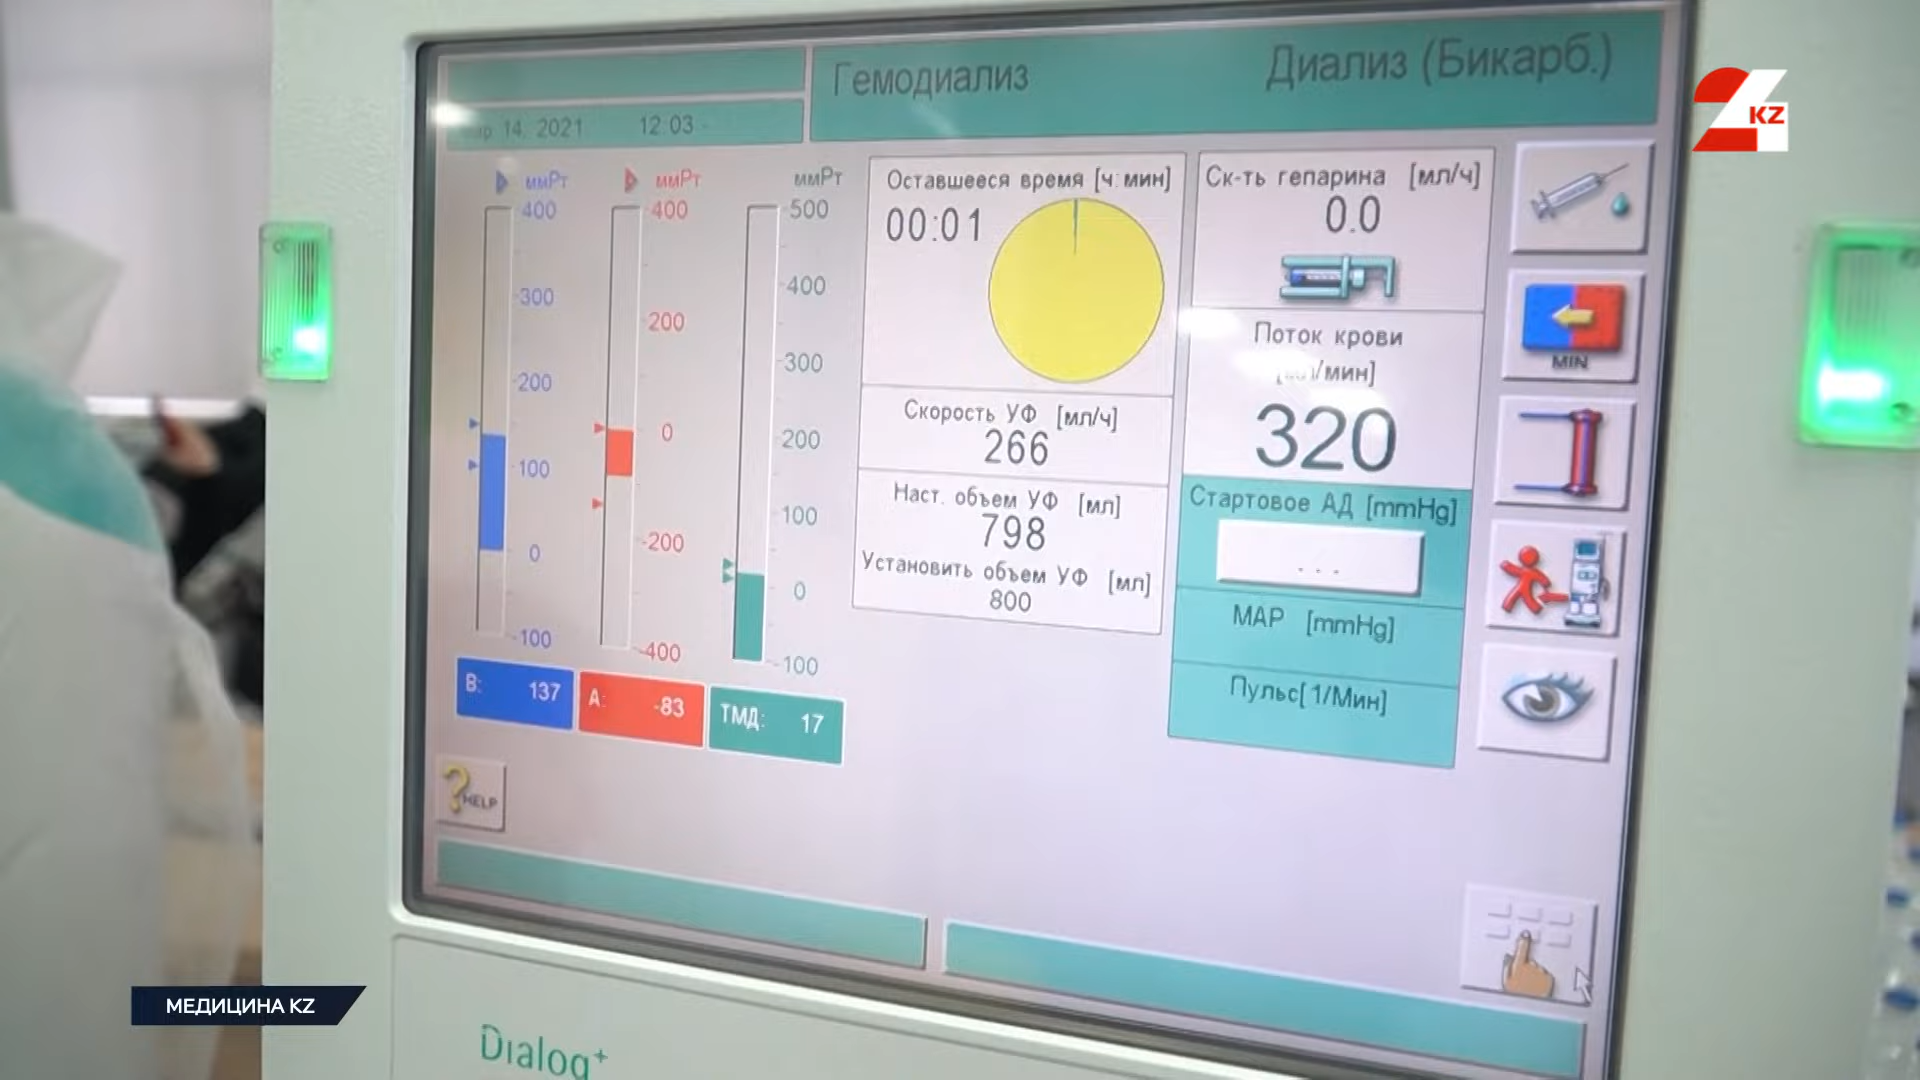 Гемодиализ
Диализ (Бикарб.)
14. 2021 12:03
24 KZ
ммРт
ммРт
ммРт
400
300
200
100
0
-100
400
200
0
-200
-400
500
400
300
200
100
0
-100
B: 137
A: -83
ТМД: 17
Оставшееся время [ч:мин]
00:01
Скорость УФ [мл/ч]
266
Наст. объем УФ [мл]
798
Установить объем УФ [мл]
800
Ск-ть гепарина [мл/ч]
0.0
Поток крови
/мин]
320
Стартовое АД [mmHg]
...
MAP [mmHg]
Пульс[1/Мин]
MIN
?HELP
МЕДИЦИНА KZ
Dialog+